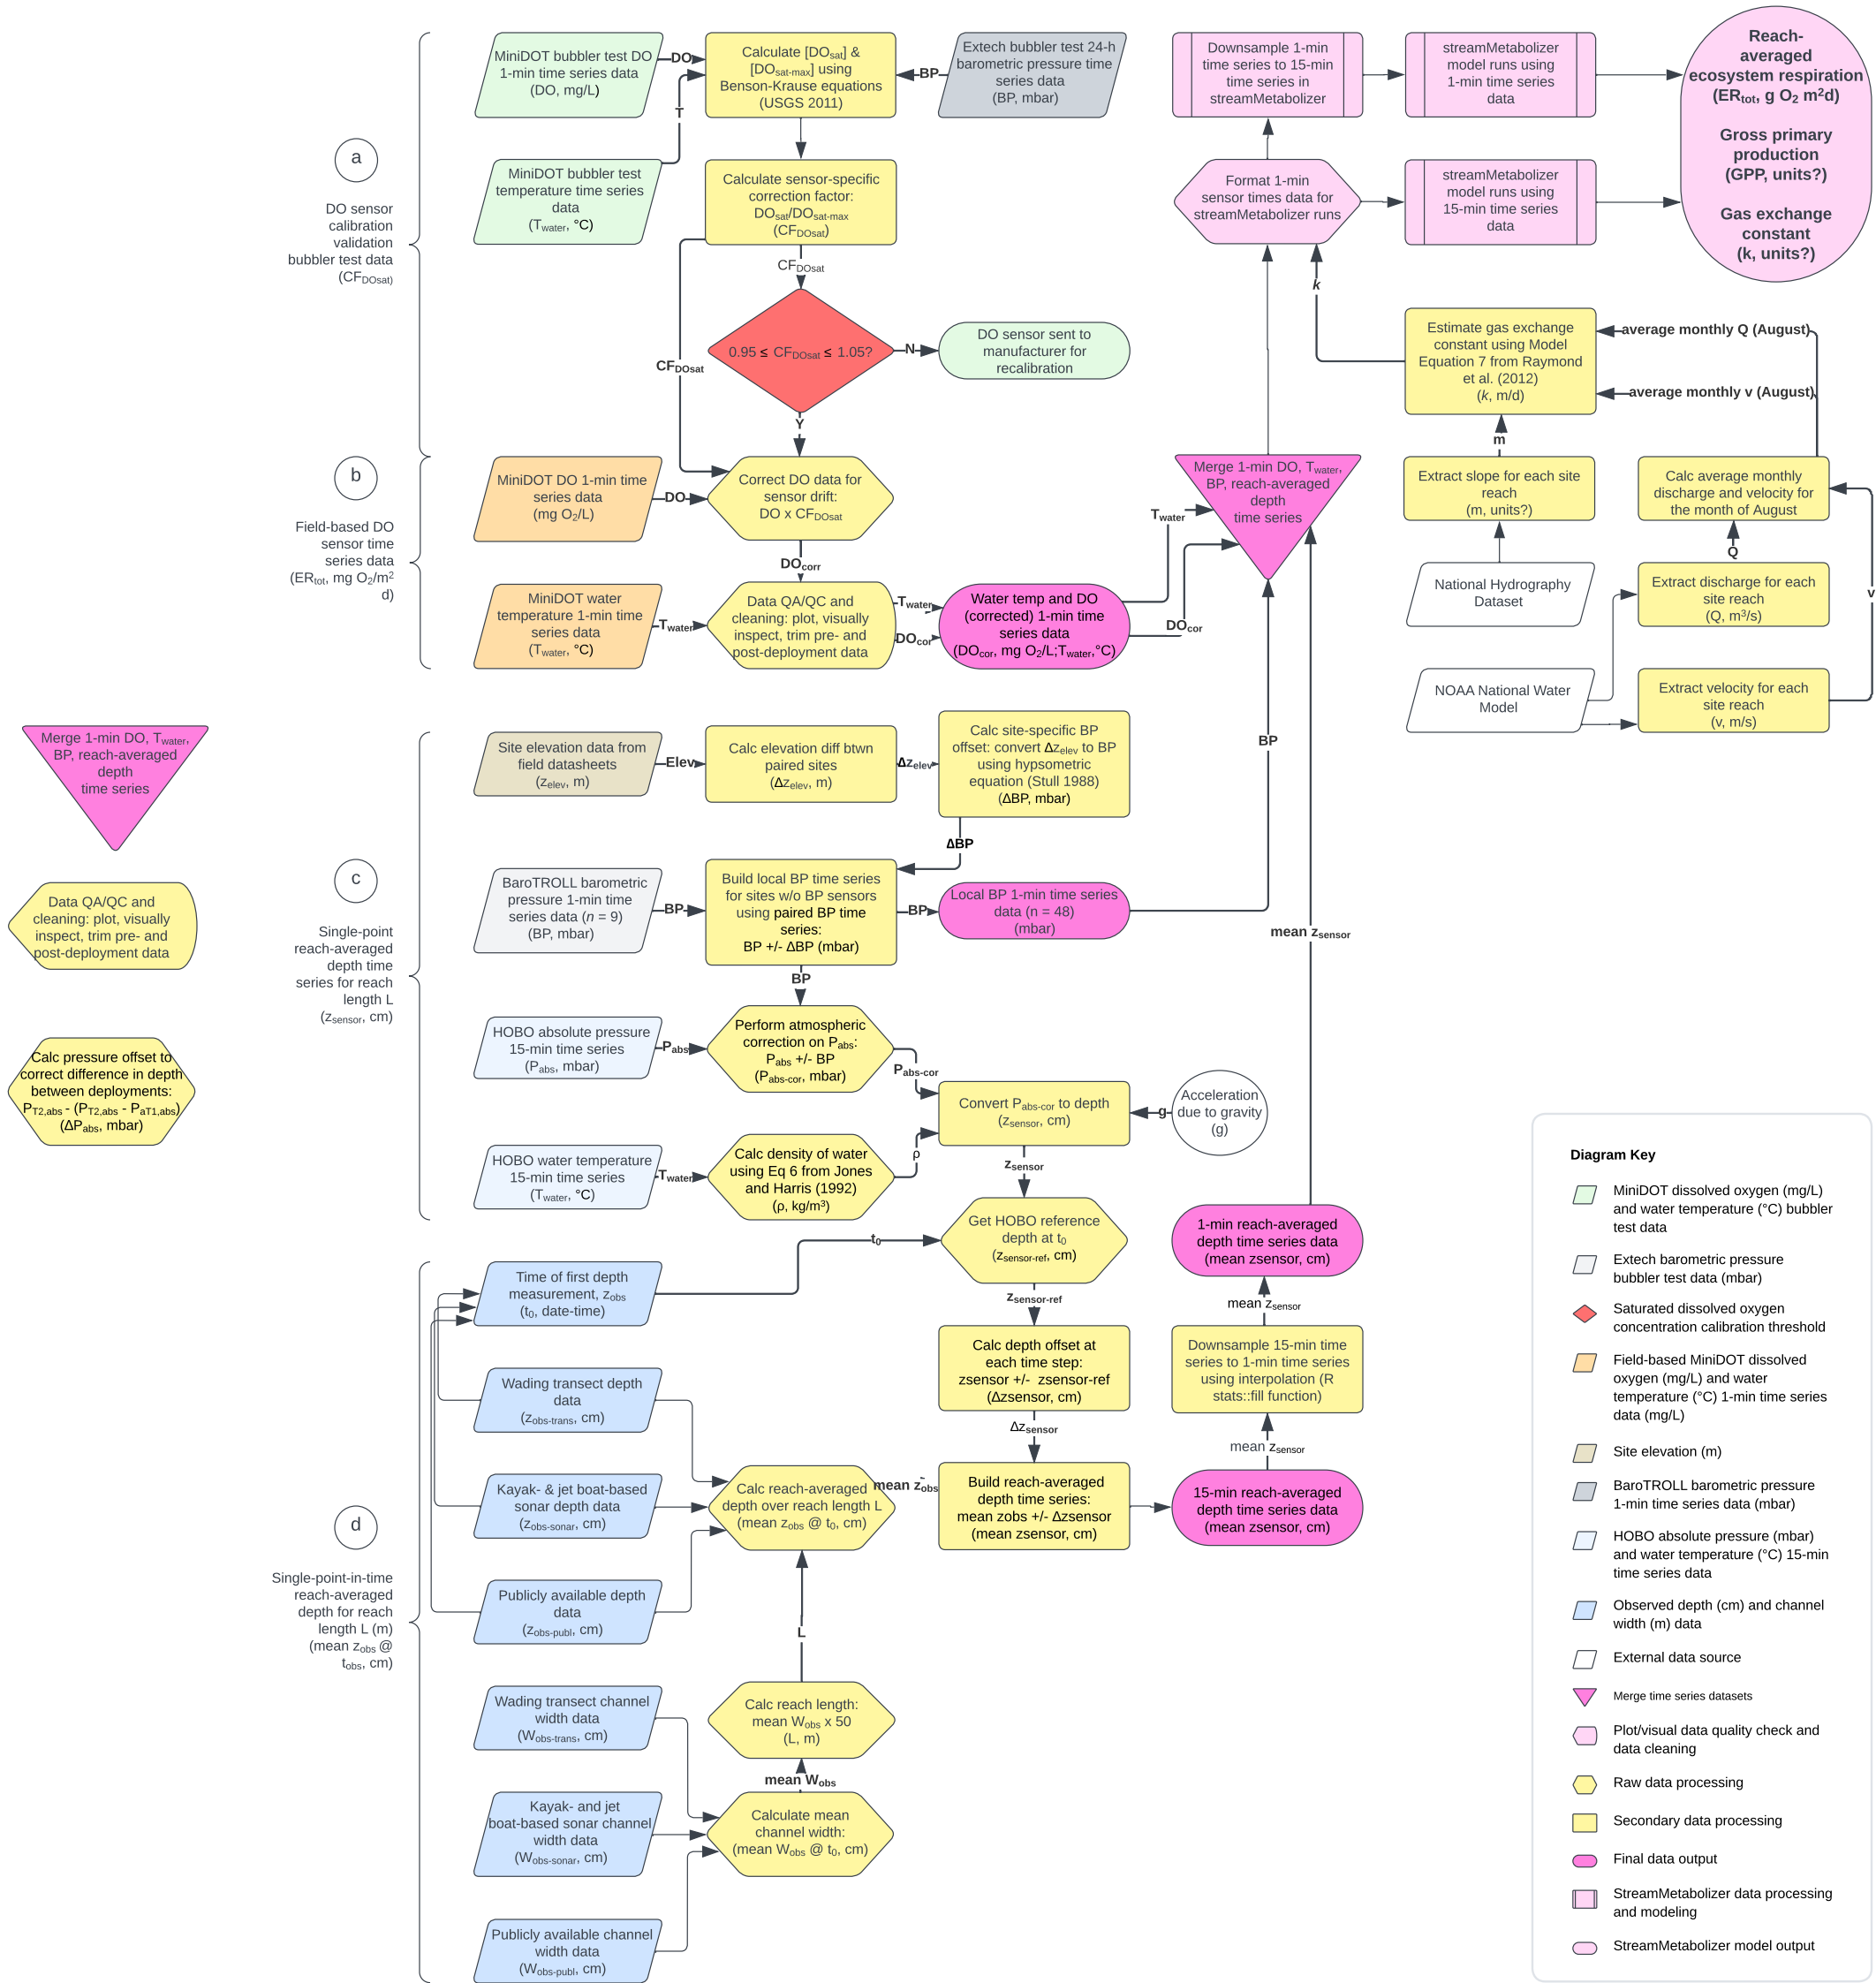 a
DO sensor
calibration
validation
bubbler test data
(CFDOsat)
MiniDOT bubbler test DO
1-min time series data
(DO, mg/L)
DO
Calculate [DOsat] &
[DOsat-max] using
Benson-Krause equations
(USGS 2011)
BP
Extech bubbler test 24-h
barometric pressure time
series data
(BP, mbar)
T
MiniDOT bubbler test
temperature time series
data
(Twater, °C)
Calculate sensor-specific
correction factor:
DOsat/DOsat-max
(CFDOsat)
CFDOsat
CFDOsat
0.95 ≤ CFDOsat ≤ 1.05?
N
DO sensor sent to
manufacturer for
recalibration
Y
Downsample 1-min
time series to 15-min
time series in
streamMetabolizer
streamMetabolizer
model runs using
1-min time series
data
Format 1-min
sensor times data for
streamMetabolizer runs
streamMetabolizer
model runs using
15-min time series
data
Reach-
averaged
ecosystem respiration
(ERtot, g O2 m2d)
Gross primary
production
(GPP, units?)
Gas exchange
constant
(k, units?)
k
Estimate gas exchange
constant using Model
Equation 7 from Raymond
et al. (2012)
(k, m/d)
average monthly Q (August)
average monthly v (August)
m
Extract slope for each site
reach
(m, units?)
Calc average monthly
discharge and velocity for
the month of August
Q
National Hydrography
Dataset
Extract discharge for each
site reach
(Q, m3/s)
v
NOAA National Water
Model
Extract velocity for each
site reach
(v, m/s)
b
Field-based DO
sensor time
series data
(ERtot, mg O2/m2
d)
MiniDOT DO 1-min time
series data
(mg O2/L)
DO
Correct DO data for
sensor drift:
DO x CFDOsat
DOcorr
MiniDOT water
temperature 1-min time
series data
(Twater, °C)
Twater
Data QA/QC and
cleaning: plot, visually
inspect, trim pre- and
post-deployment data
Twater
DOcor
Water temp and DO
(corrected) 1-min time
series data
(DOcor, mg O2/L;Twater,°C)
Twater
DOcor
Merge 1-min DO, Twater,
BP, reach-averaged
depth
time series
BP
mean zsensor
Merge 1-min DO, Twater,
BP, reach-averaged
depth
time series
Data QA/QC and
cleaning: plot, visually
inspect, trim pre- and
post-deployment data
Calc pressure offset to
correct difference in depth
between deployments:
PT2,abs - (PT2,abs - PaT1,abs)
(ΔPabs, mbar)
c
Single-point
reach-averaged
depth time
series for reach
length L
(zsensor, cm)
Site elevation data from
field datasheets
(zelev, m)
Elev
Calc elevation diff btwn
paired sites
(Δzelev, m)
Δzelev
Calc site-specific BP
offset: convert Δzelev to BP
using hypsometric
equation (Stull 1988)
(ΔBP, mbar)
ΔBP
BaroTROLL barometric
pressure 1-min time
series data (n = 9)
(BP, mbar)
BP
Build local BP time series
for sites w/o BP sensors
using paired BP time
series:
BP +/- ΔBP (mbar)
BP
Local BP 1-min time series
data (n = 48)
(mbar)
BP
HOBO absolute pressure
15-min time series
(Pabs, mbar)
Pabs
Perform atmospheric
correction on Pabs:
Pabs +/- BP
(Pabs-cor, mbar)
Pabs-cor
Convert Pabs-cor to depth
(zsensor, cm)
g
Acceleration
due to gravity
(g)
HOBO water temperature
15-min time series
(Twater, °C)
Twater
Calc density of water
using Eq 6 from Jones
and Harris (1992)
(ρ, kg/m3)
ρ
zsensor
Get HOBO reference
depth at t0
(zsensor-ref, cm)
zsensor-ref
Calc depth offset at
each time step:
zsensor +/-  zsensor-ref
(Δzsensor, cm)
Δzsensor
Build reach-averaged
depth time series:
mean zobs +/- Δzsensor
(mean zsensor, cm)
15-min reach-averaged
depth time series data
(mean zsensor, cm)
mean zsensor
Downsample 15-min time
series to 1-min time series
using interpolation (R
stats::fill function)
mean zsensor
1-min reach-averaged
depth time series data
(mean zsensor, cm)
d
Single-point-in-time
reach-averaged
depth for reach
length L (m)
(mean zobs @
tobs, cm)
Time of first depth
measurement, zobs
(t0, date-time)
t0
Wading transect depth
data
(zobs-trans, cm)
Kayak- & jet boat-based
sonar depth data
(zobs-sonar, cm)
Calc reach-averaged
depth over reach length L
(mean zobs @ t0, cm)
mean zobs
Publicly available depth
data
(zobs-publ, cm)
L
Wading transect channel
width data
(Wobs-trans, cm)
Calc reach length:
mean Wobs x 50
(L, m)
mean Wobs
Kayak- and jet
boat-based sonar channel
width data
(Wobs-sonar, cm)
Calculate mean
channel width:
(mean Wobs @ t0, cm)
Publicly available channel
width data
(Wobs-publ, cm)
Diagram Key
MiniDOT dissolved oxygen (mg/L)
and water temperature (°C) bubbler
test data
Extech barometric pressure
bubbler test data (mbar)
Saturated dissolved oxygen
concentration calibration threshold
Field-based MiniDOT dissolved
oxygen (mg/L) and water
temperature (°C) 1-min time series
data (mg/L)
Site elevation (m)
BaroTROLL barometric pressure
1-min time series data (mbar)
HOBO absolute pressure (mbar)
and water temperature (°C) 15-min
time series data
Observed depth (cm) and channel
width (m) data
External data source
Merge time series datasets
Plot/visual data quality check and
data cleaning
Raw data processing
Secondary data processing
Final data output
StreamMetabolizer data processing
and modeling
StreamMetabolizer model output